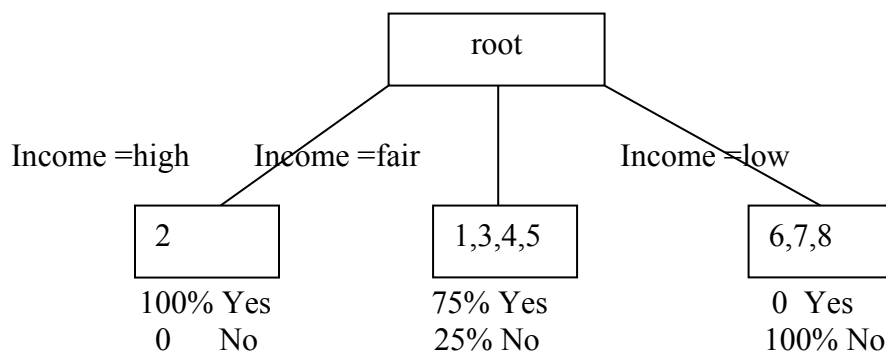 root
Income =high Income =fair Income =low
2 1,3,4,5 6,7,8
100% Yes 75% Yes 0 Yes
0 No 25% No 100% No